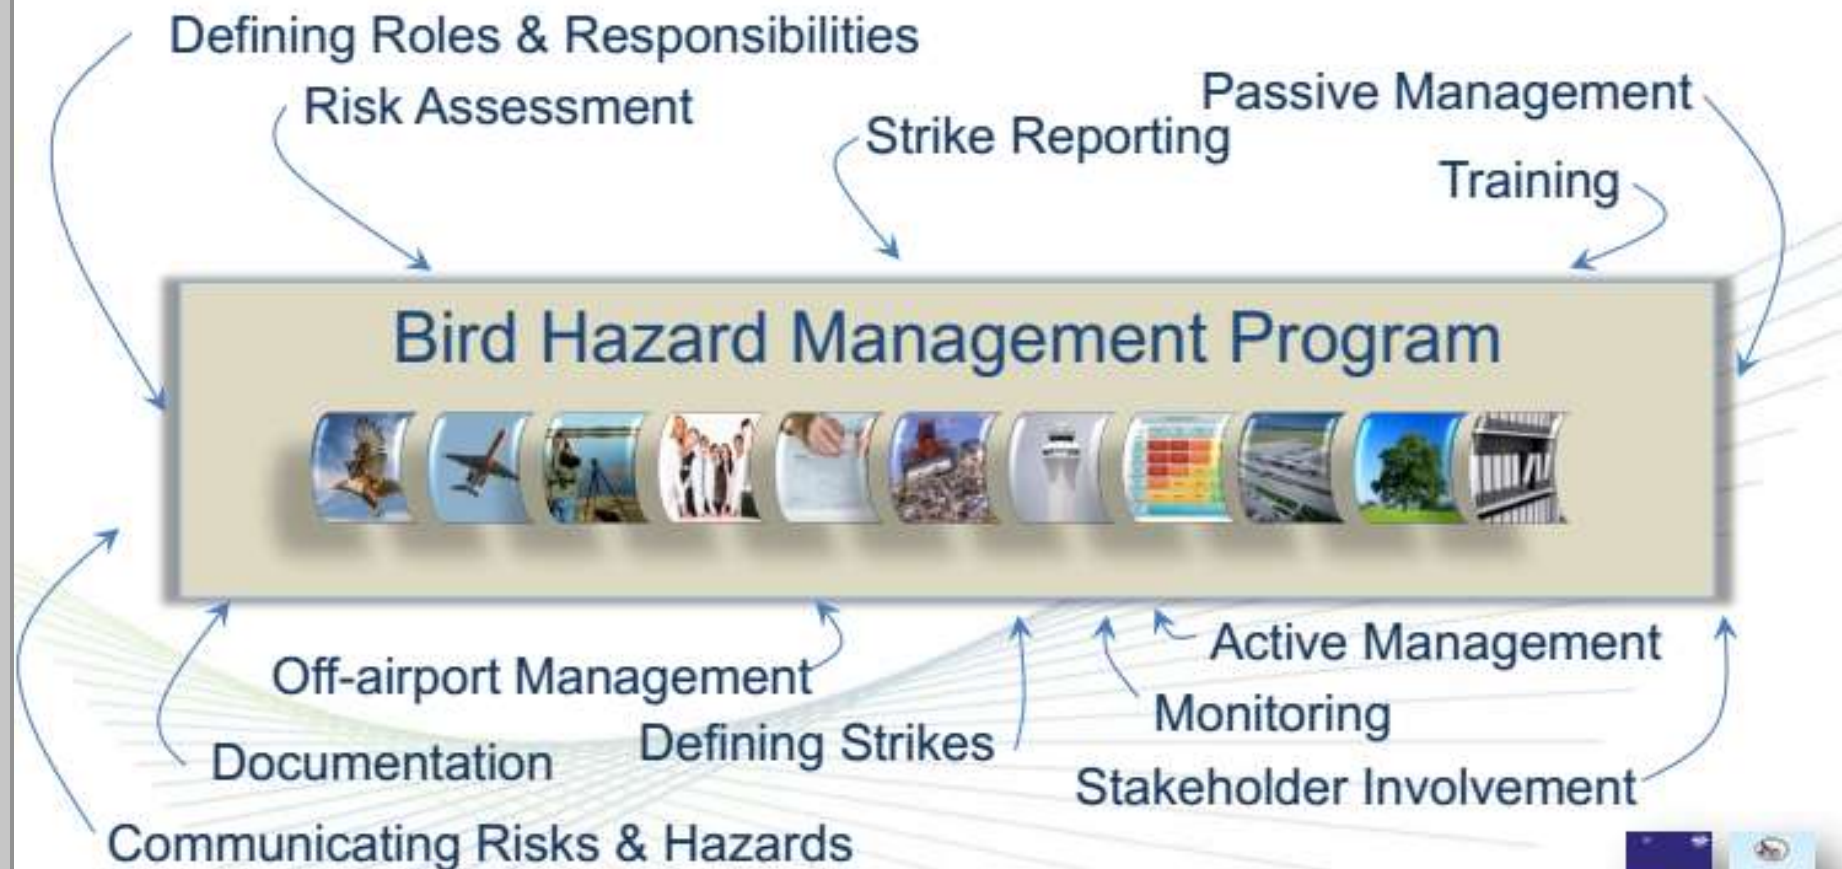 Defining Roles & Responsibilities
Risk Assessment
Passive Management
Strike Reporting
Training
Bird Hazard Management Program
Active Management
Off-airport Management
Monitoring
Defining Strikes
Documentation
Stakeholder Involvement
Communicating Risks & Hazards